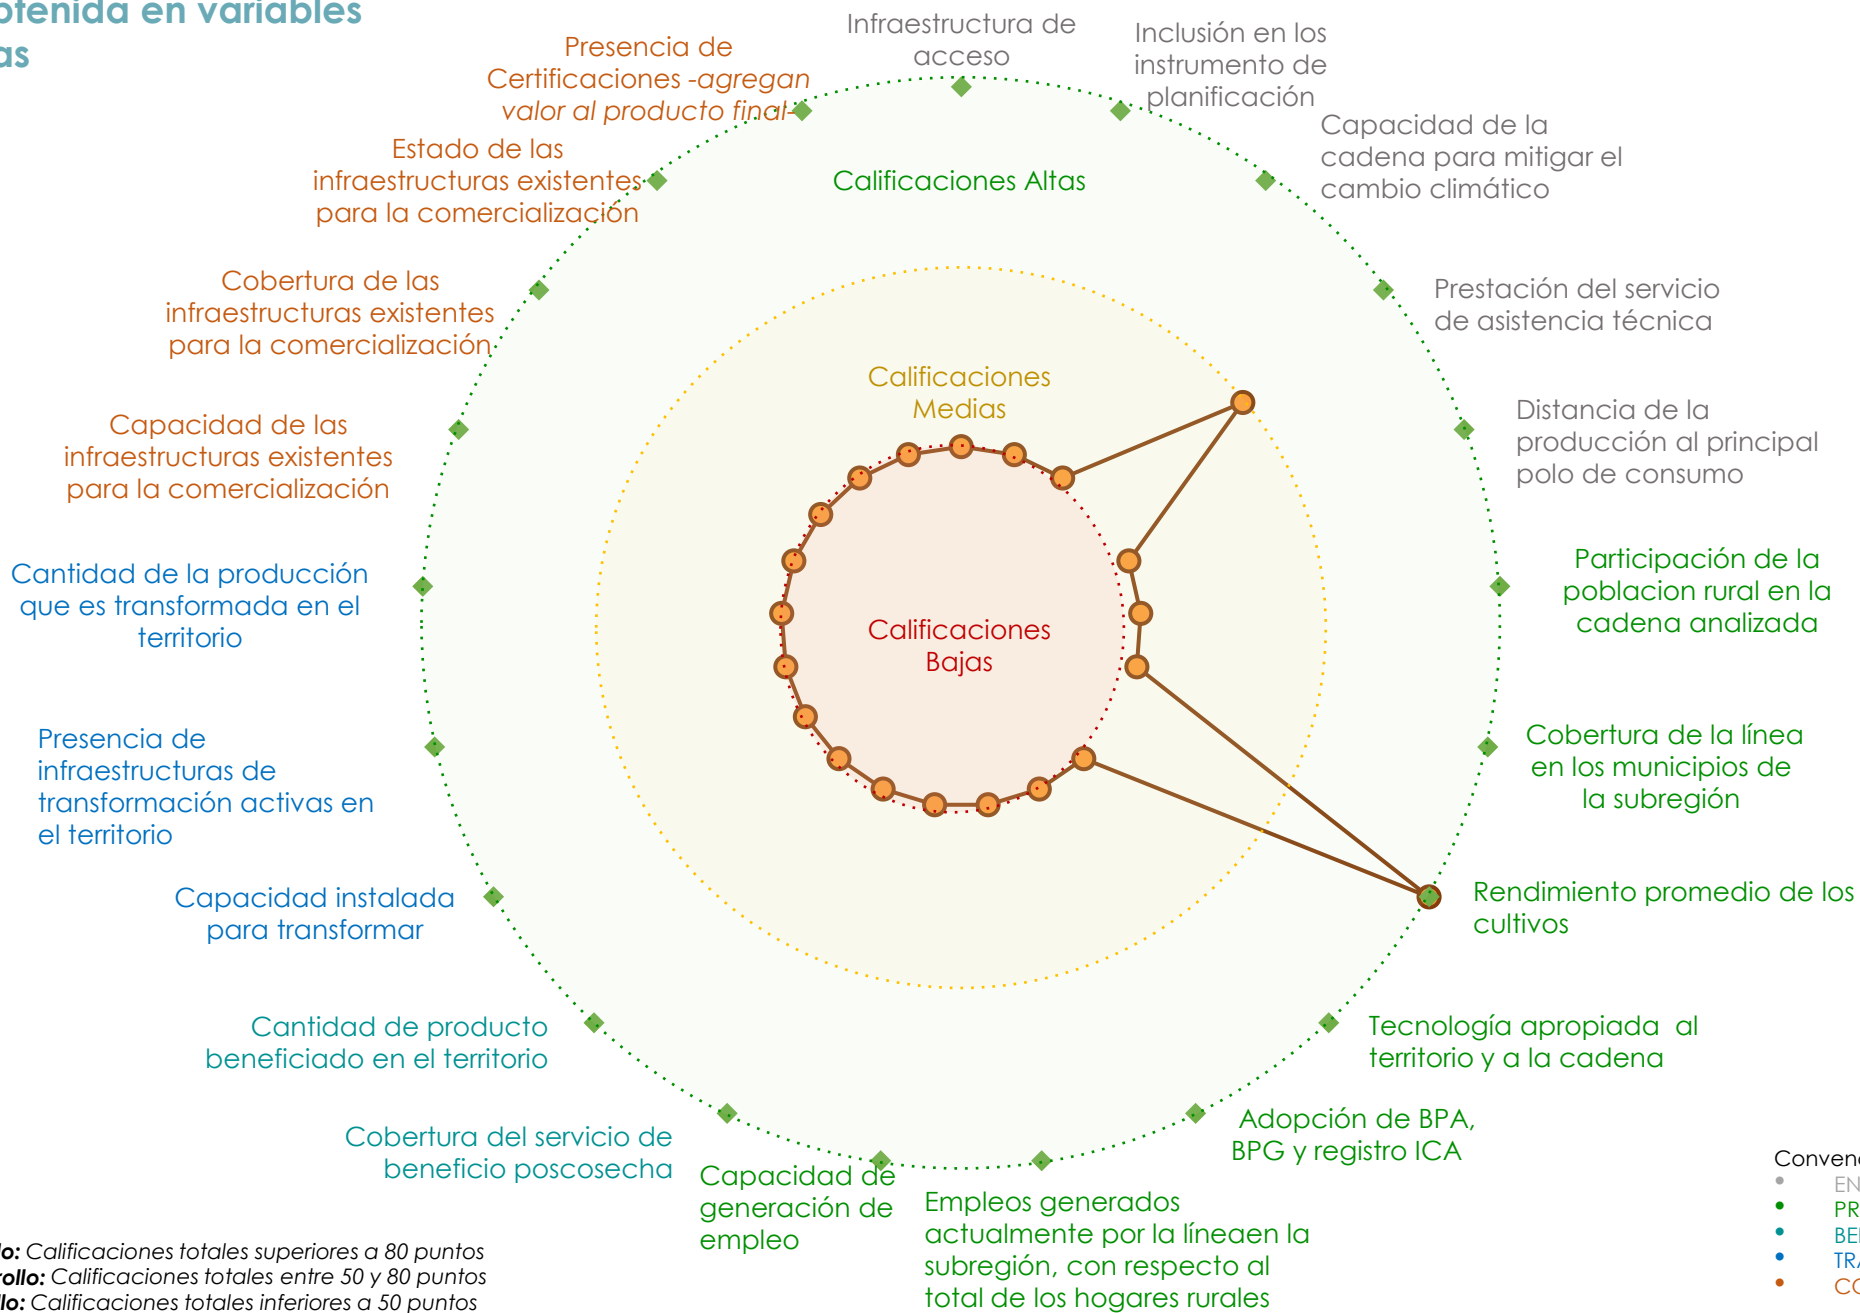 btenida en variables
as
Infraestructura de
acceso
Inclusión en los
instrumento de
planificación
Capacidad de la
cadena para mitigar el
cambio climático
Prestación del servicio
de asistencia técnica
Distancia de la
producción al principal
polo de consumo
Participación de la
poblacion rural en la
cadena analizada
Cobertura de la línea
en los municipios de
la subregión
Rendimiento promedio de los
cultivos
Tecnología apropiada al
territorio y a la cadena
Adopción de BPA,
BPG y registro ICA
Empleos generados
actualmente por la líneaen la
subregión, con respecto al
total de los hogares rurales
Capacidad de
generación de
empleo
Cobertura del servicio de
beneficio poscosecha
Cantidad de producto
beneficiado en el territorio
Capacidad instalada
para transformar
Presencia de
infraestructuras de
transformación activas en
el territorio
Cantidad de la producción
que es transformada en el
territorio
Capacidad de las
infraestructuras existentes
para la comercialización
Cobertura de las
infraestructuras existentes
para la comercialización
Estado de las
infraestructuras existentes
para la comercialización
Presencia de
Certificaciones -agregan
valor al producto final-
Calificaciones Altas
Calificaciones
Medias
Calificaciones
Bajas
lo: Calificaciones totales superiores a 80 puntos
rollo: Calificaciones totales entre 50 y 80 puntos
llo: Calificaciones totales inferiores a 50 puntos
Conven
EN
PR
BE
TRA
CO